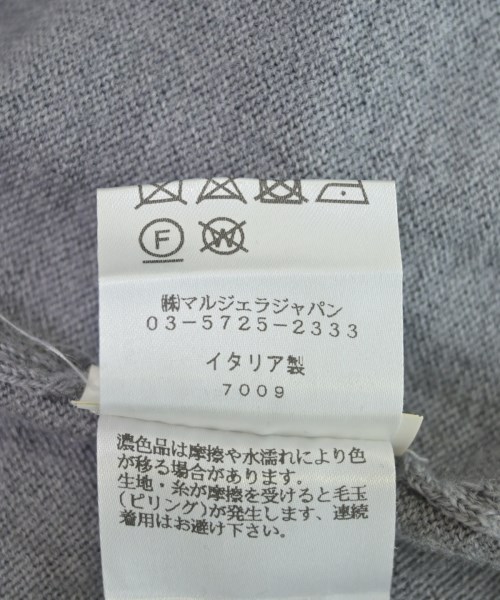 F W
㈱マルジェラジャパン
03-5725-2333
イタリア製
7009
濃色品は摩擦や水濡れにより色
が移る場合があります。
生地・糸が摩擦を受けると毛玉
(ピリング)が発生します、連続
着用はお避け下さい。